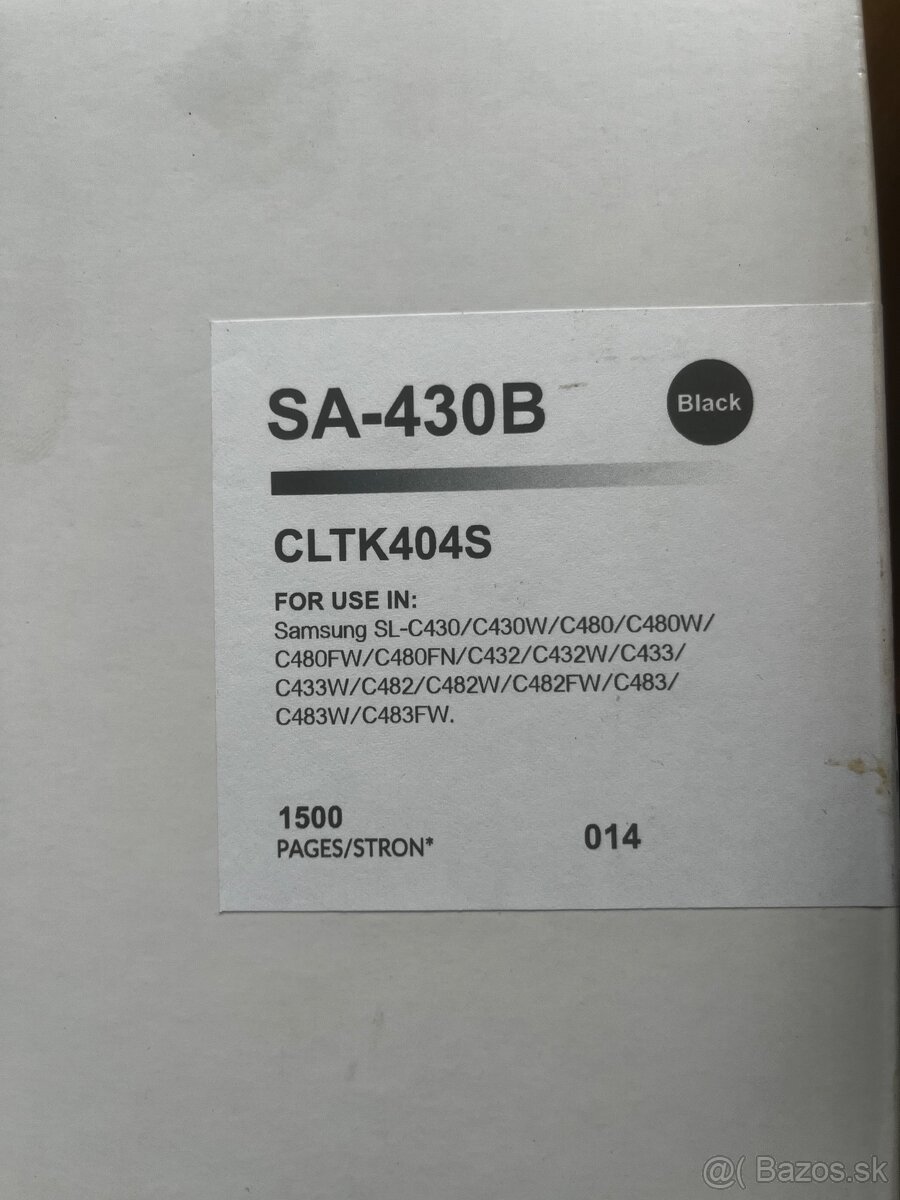 SA-430B
Black
CLTK404S
FOR USE IN:
Samsung SL-C430/C430W/C480/C480W/
C480FW/C480FN/C432/C432W/C433/
C433W/C482/C482W/C482FW/C483/
C483W/C483FW.
1500
PAGES/STRON*
014
@( Bazos.sk